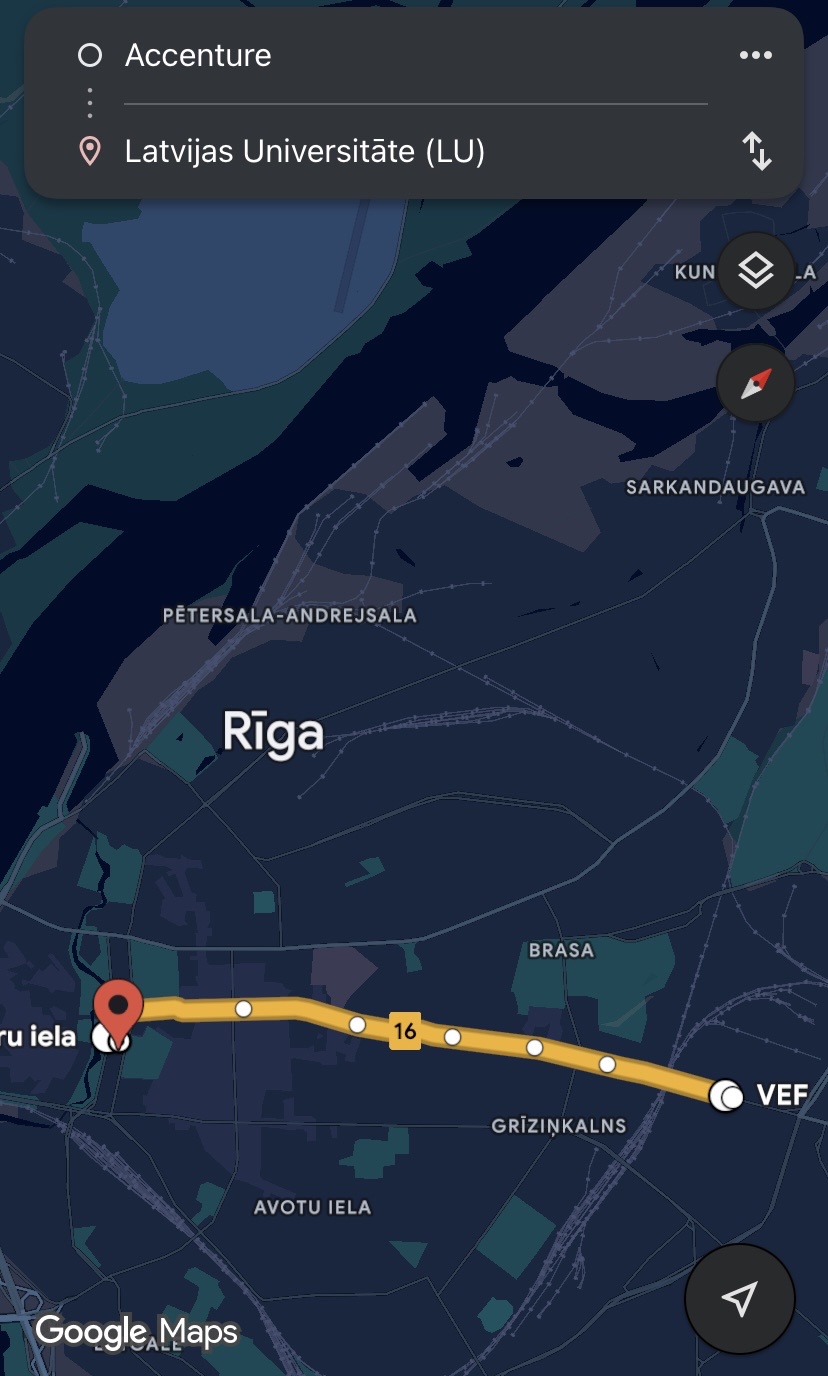 Accenture
Latvijas Universitāte (LU)
KUN
LA
SARKANDAUGAVA
PĒTERSALA-ANDREJSALA
Rīga
BRASA
16
ru iela
VEF
GRĪZIŅKALNS
AVOTU IELA
Google Maps